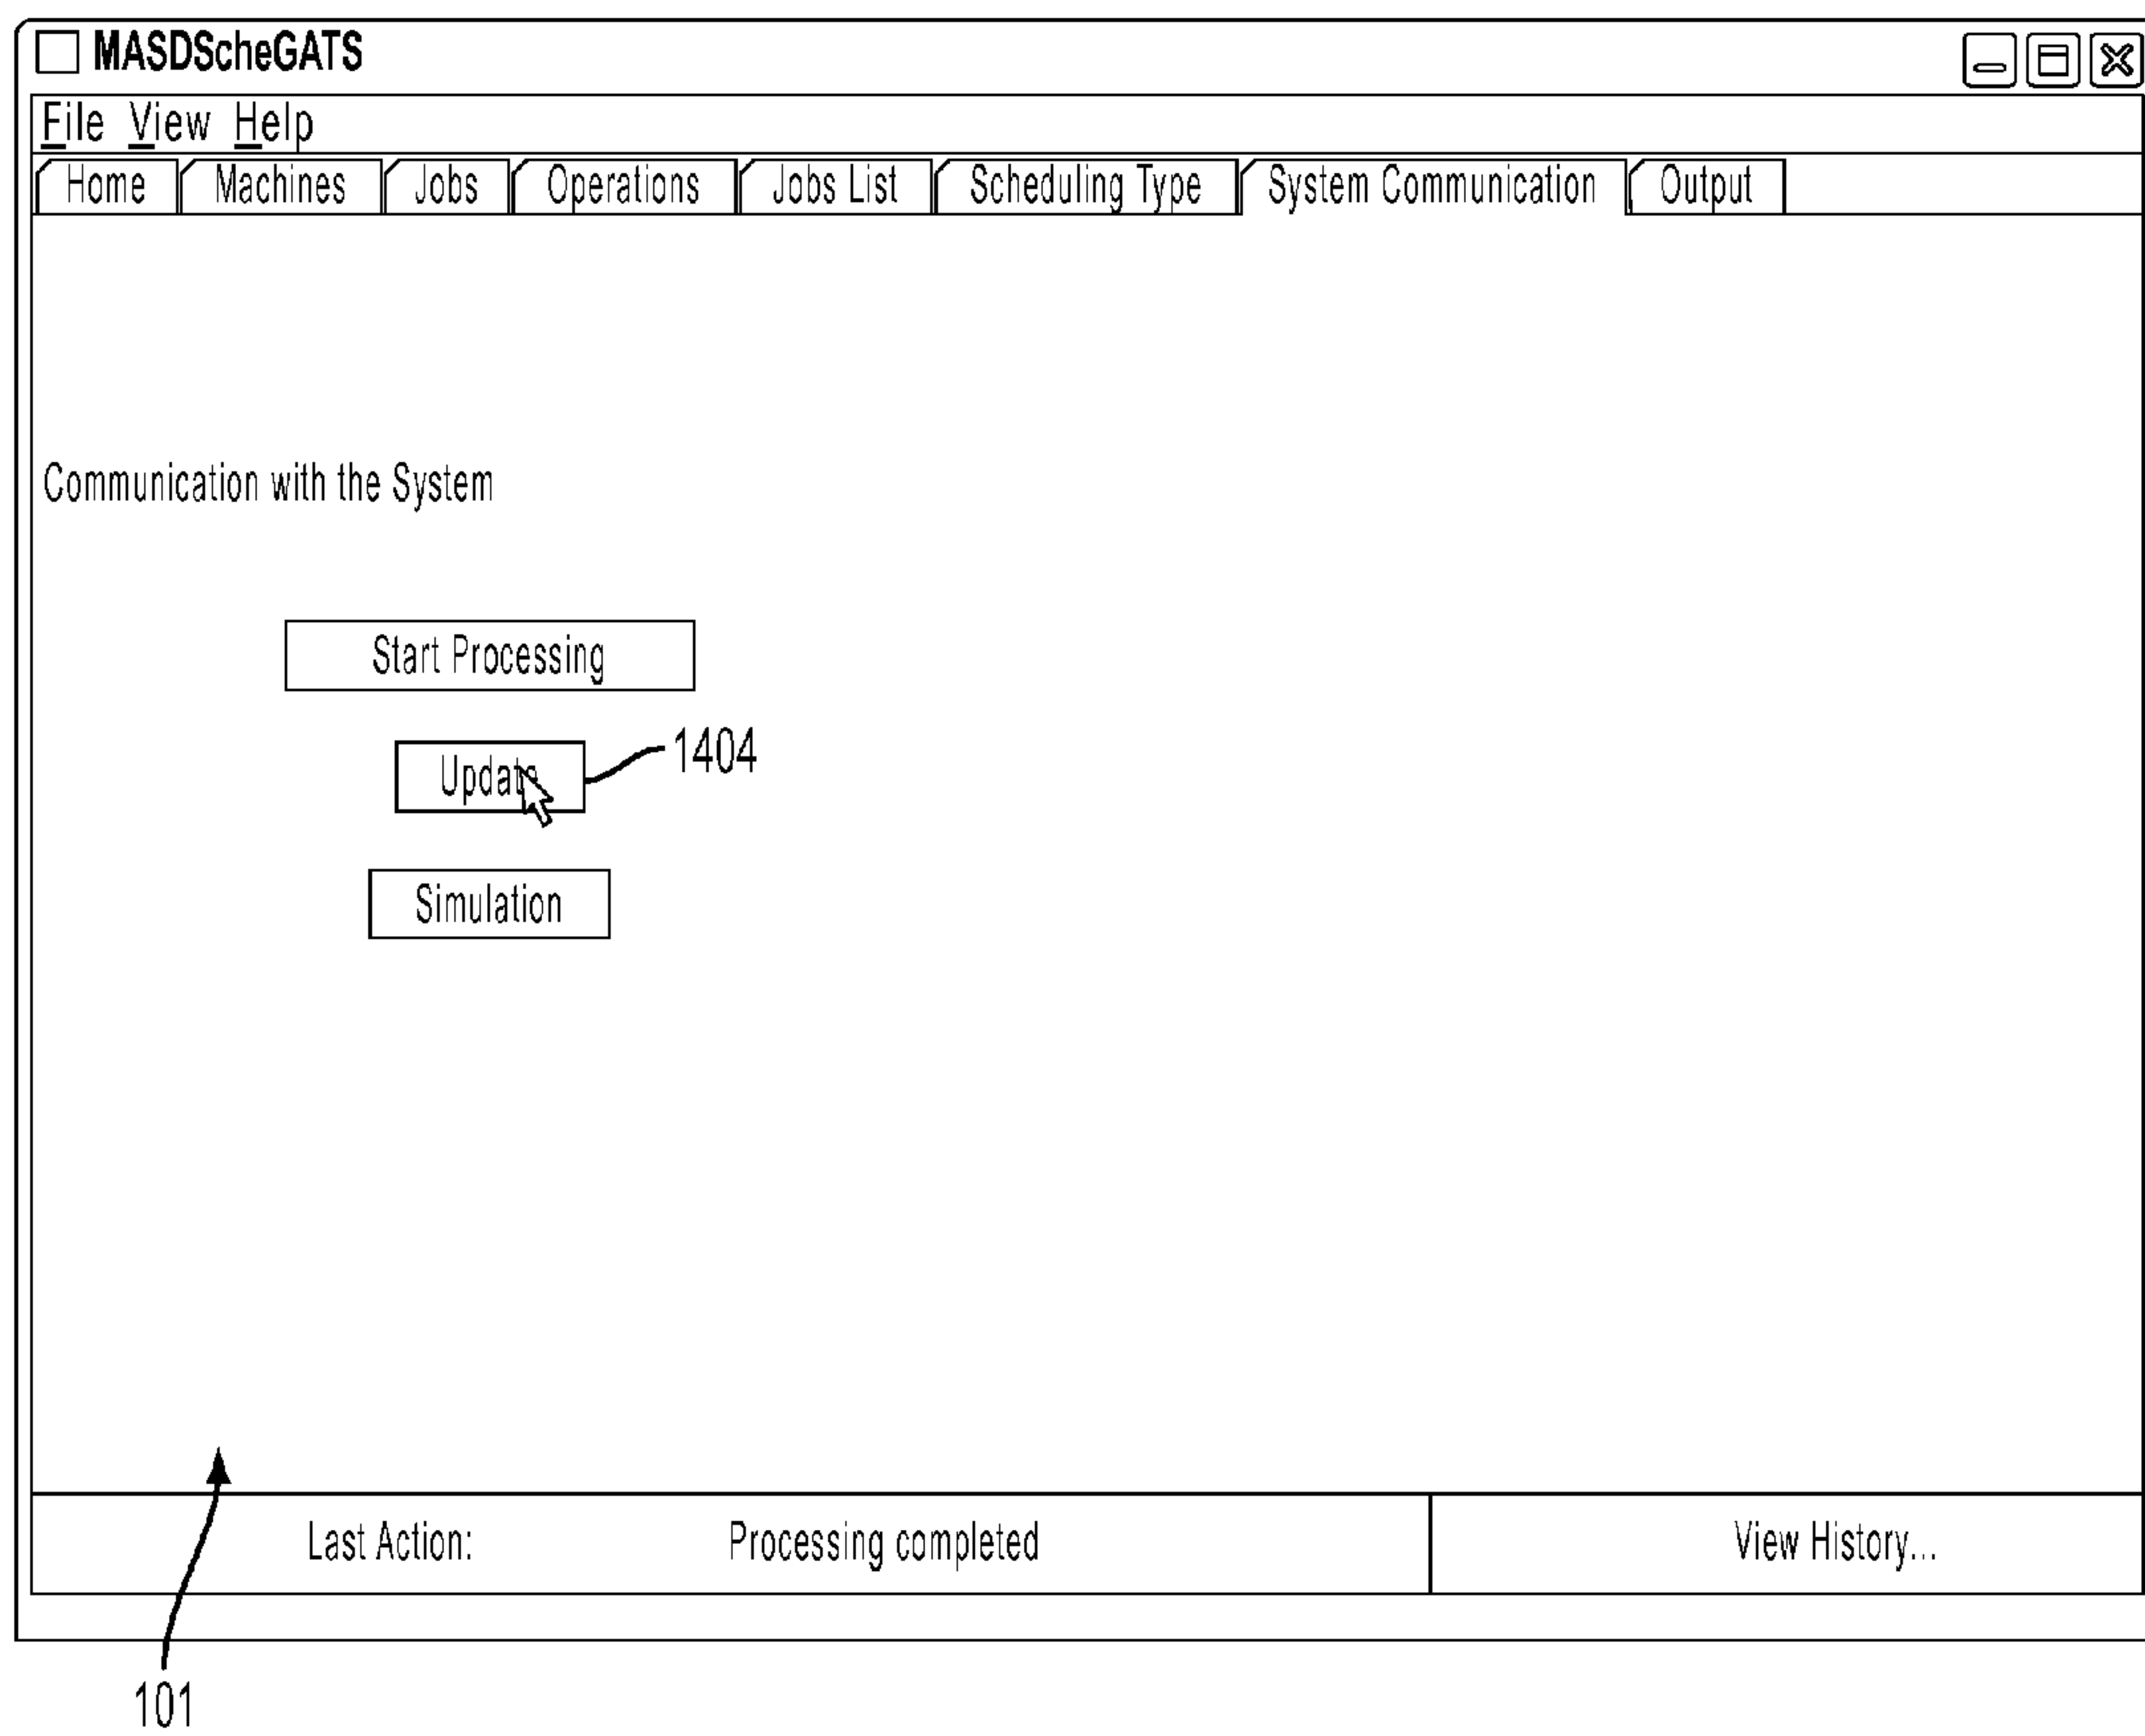 MASDScheGATS
File View Help
Home Machines Jobs Operations Jobs List Scheduling Type System Communication Output
Communication with the System
Start Processing
Update
1404
Simulation
Last Action: Processing completed View History...
101